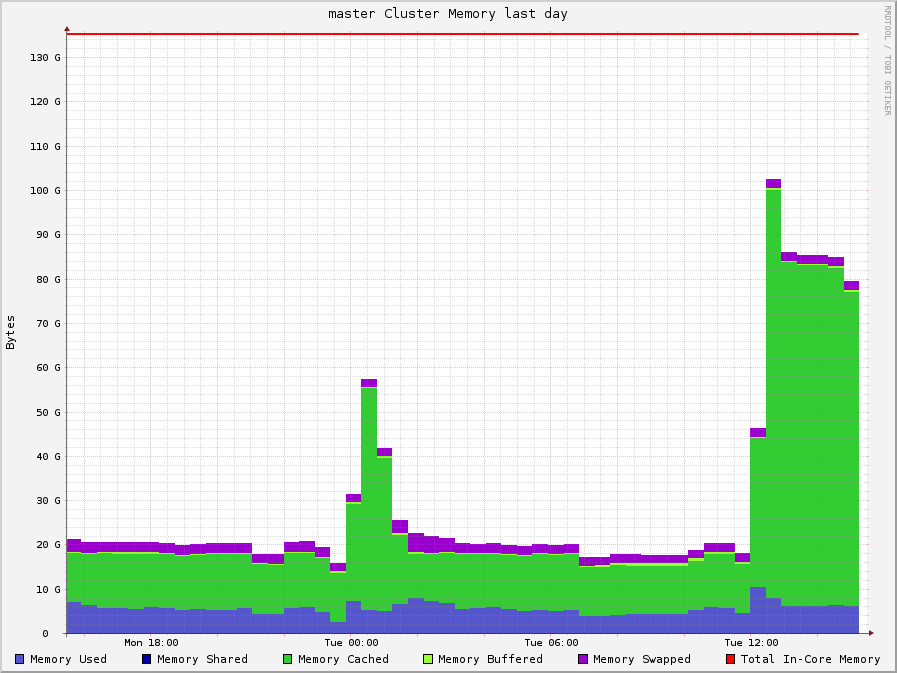 master Cluster Memory last day
RRDTOOL / TOBI OETIKER
Bytes
130 G
120 G
110 G
100 G
90 G
80 G
70 G
60 G
50 G
40 G
30 G
20 G
10 G
0
Mon 18:00 Tue 00:00 Tue 06:00 Tue 12:00
Memory Used Memory Shared Memory Cached Memory Buffered Memory Swapped Total In-Core Memory